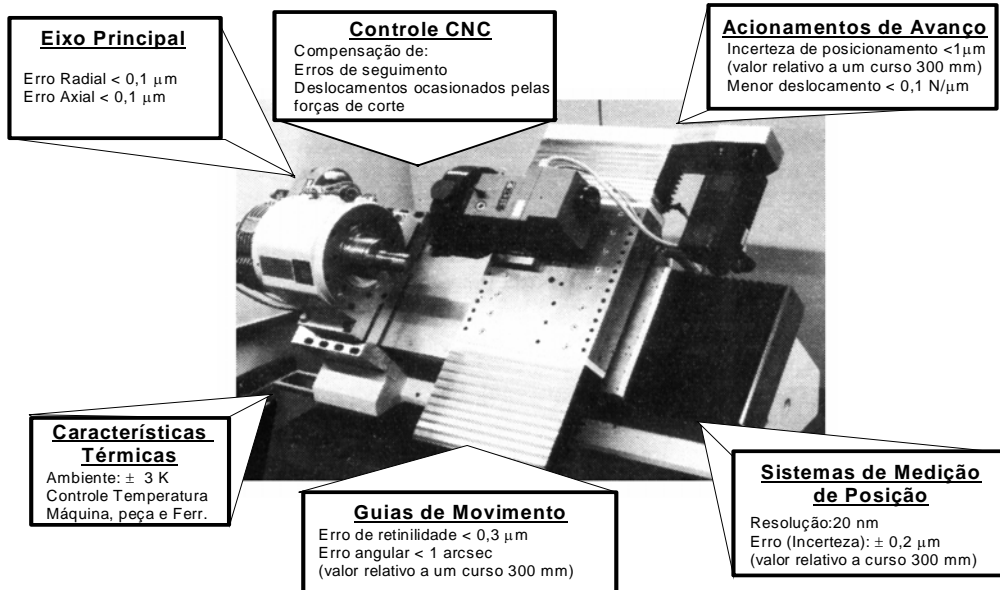 Eixo Principal
Erro Radial < 0,1 μm
Erro Axial < 0,1 μm
Controle CNC
Compensação de:
Erros de seguimento
Deslocamentos ocasionados pelas
forças de corte
Acionamentos de Avanço
Incerteza de posicionamento <1μm
(valor relativo a um curso 300 mm)
Menor deslocamento < 0,1 N/μm
Característícas
Térmicas
Ambiente: ± 3 K
Controle Temperatura
Máquina, peça e Ferr.
Guias de Movimento
Erro de retinilidade < 0,3 μm
Erro angular < 1 arcsec
(valor relativo a um curso 300 mm)
Sistemas de Medição
de Posição
Resolução:20 nm
Erro (Incerteza): ± 0,2 μm
(valor relativo a curso 300 mm)